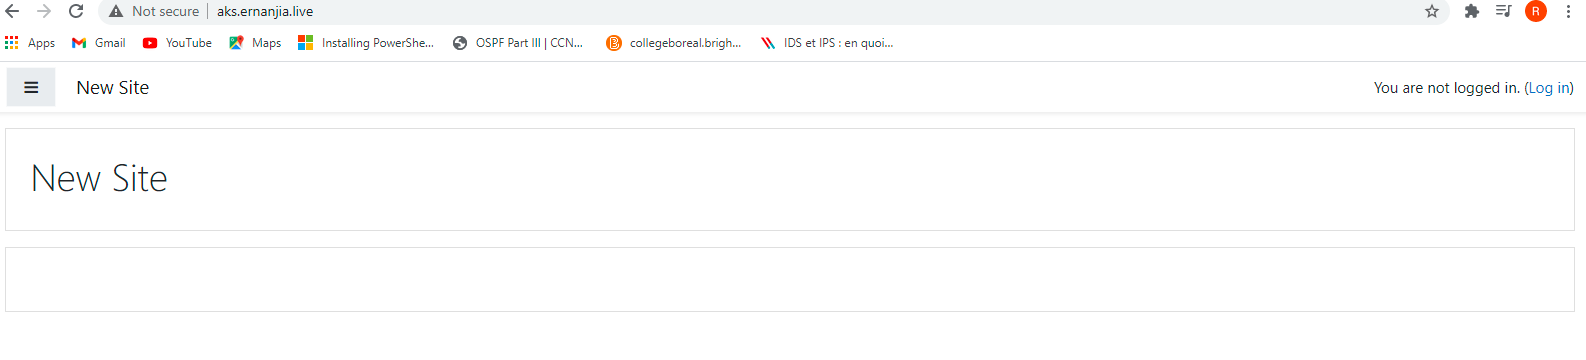 Not secure | aks.ernanjia.live R
Apps Gmail YouTube Maps Installing PowerShe... OSPF Part III | CCN... collegeboreal.brigh... IDS et IPS : en quoi...
New Site You are not logged in. (Log in)
New Site